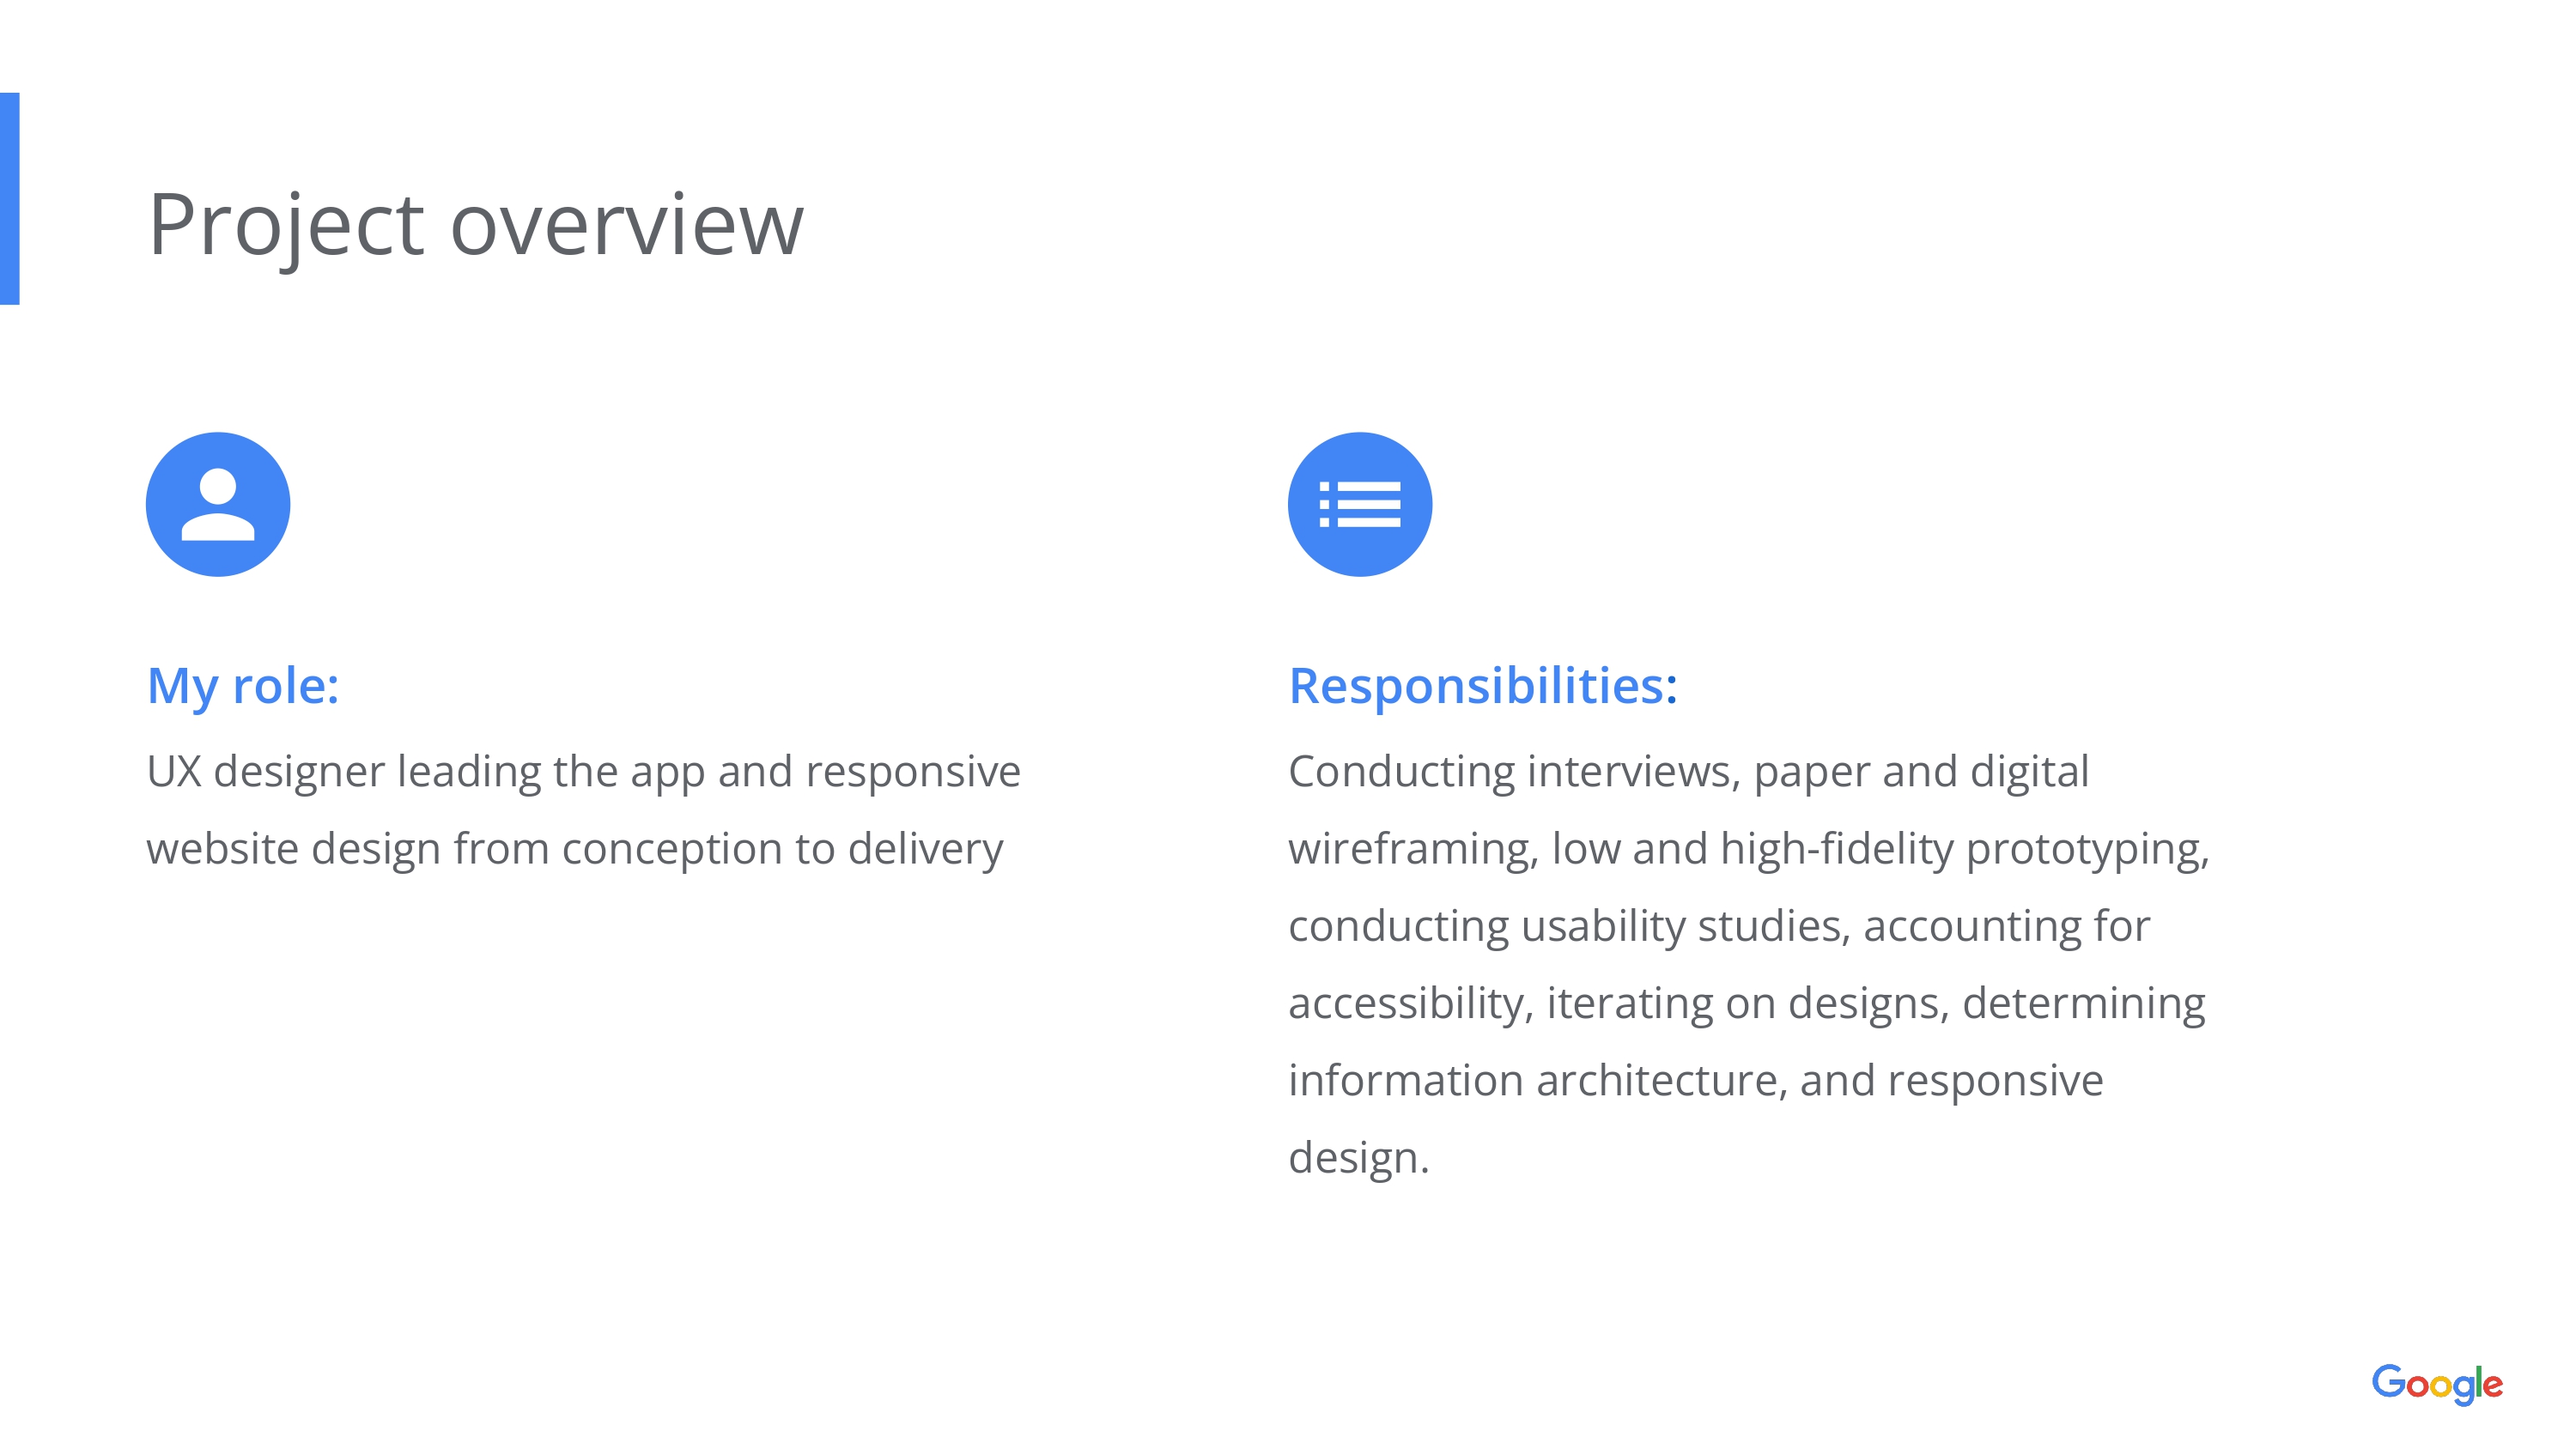 Project overview
My role:
UX designer leading the app and responsive
website design from conception to delivery
Responsibilities:
Conducting interviews, paper and digital
wireframing, low and high-fidelity prototyping,
conducting usability studies, accounting for
accessibility, iterating on designs, determining
information architecture, and responsive
design.
Google